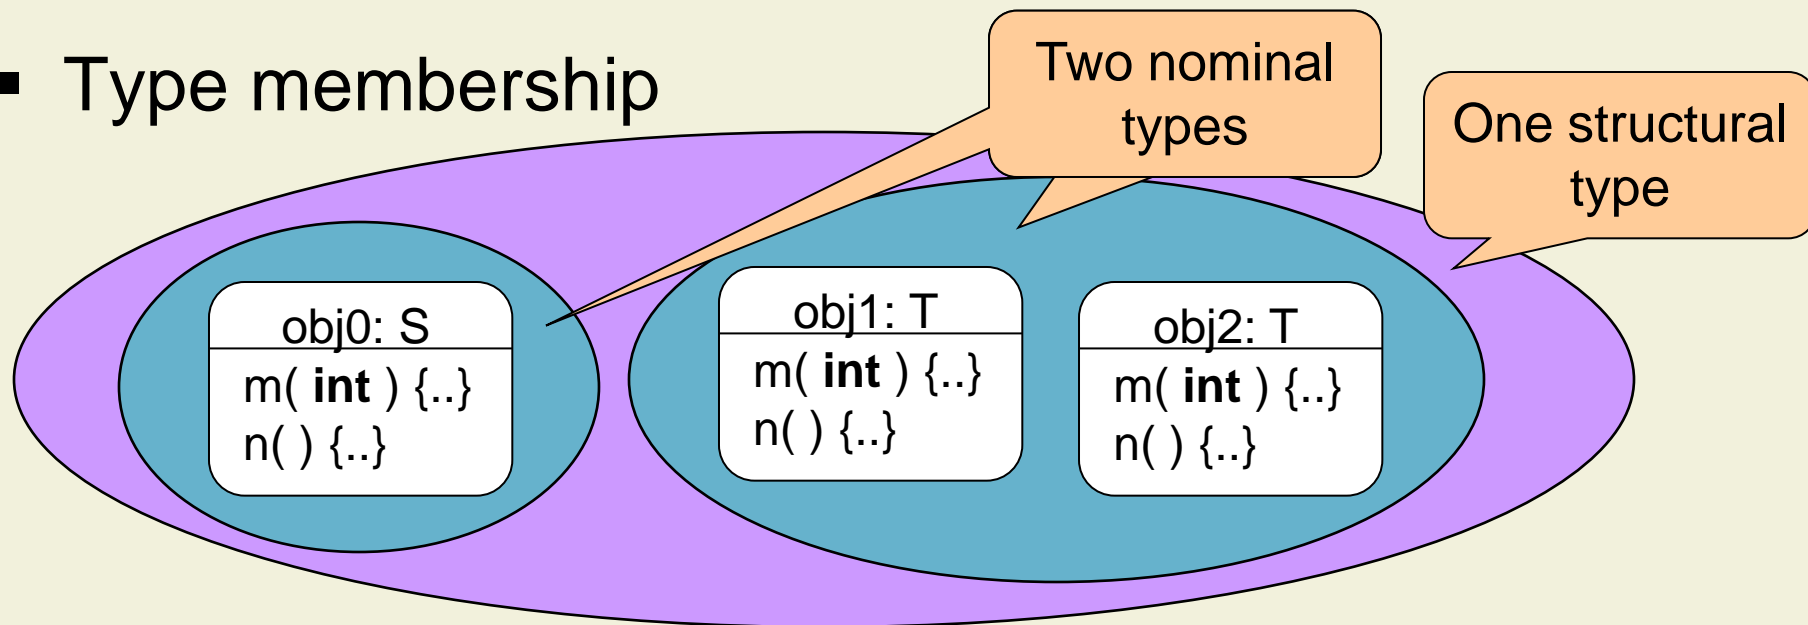 ▪ Type membership
Two nominal
types
One structural
type
obj0: S
m( int ) {..}
n( ) {..}
obj1: T
m( int ) {..}
n( ) {..}
obj2: T
m( int ) {..}
n( ) {..}